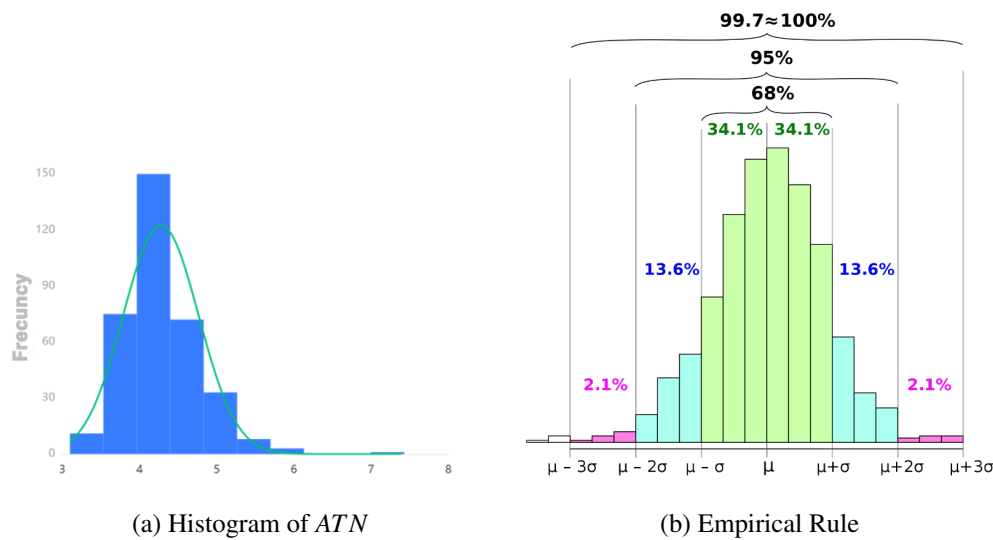 99.7≈100%
95%
68%
34.1% 34.1%
13.6% 13.6%
2.1% 2.1%
μ − 3σ μ − 2σ μ − σ μ μ+σ μ+2σ μ+3σ
150
120
90
60
30
0
Frecuncy
3 4 5 6 7 8
(a) Histogram of ATN
(b) Empirical Rule